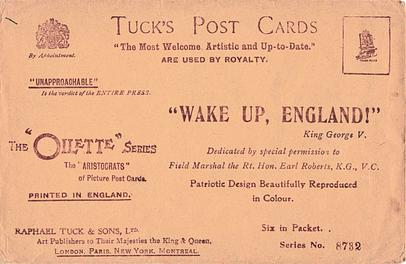 TUCK'S POST CARDS
"The Most Welcome, Artistic and Up-to-Date."
ARE USED BY ROYALTY.
By Appointment.
"UNAPPROACHABLE"
Is the verdict of the ENTIRE PRESS.
"WAKE UP, ENGLAND!"
King George V.
THE "OILETTE" SERIES
The "ARISTOCRATS"
of Picture Post Cards.
Dedicated by special permission to
Field Marshal the Rt. Hon. Earl Roberts, K.G., V.C.
PRINTED IN ENGLAND.
Patriotic Design Beautifully Reproduced
in Colour.
RAPHAEL TUCK & SONS, LTD.
Art Publishers to Their Majesties the King & Queen,
LONDON, PARIS, NEW YORK, MONTREAL.
Six in Packet. .
Series No. 8732